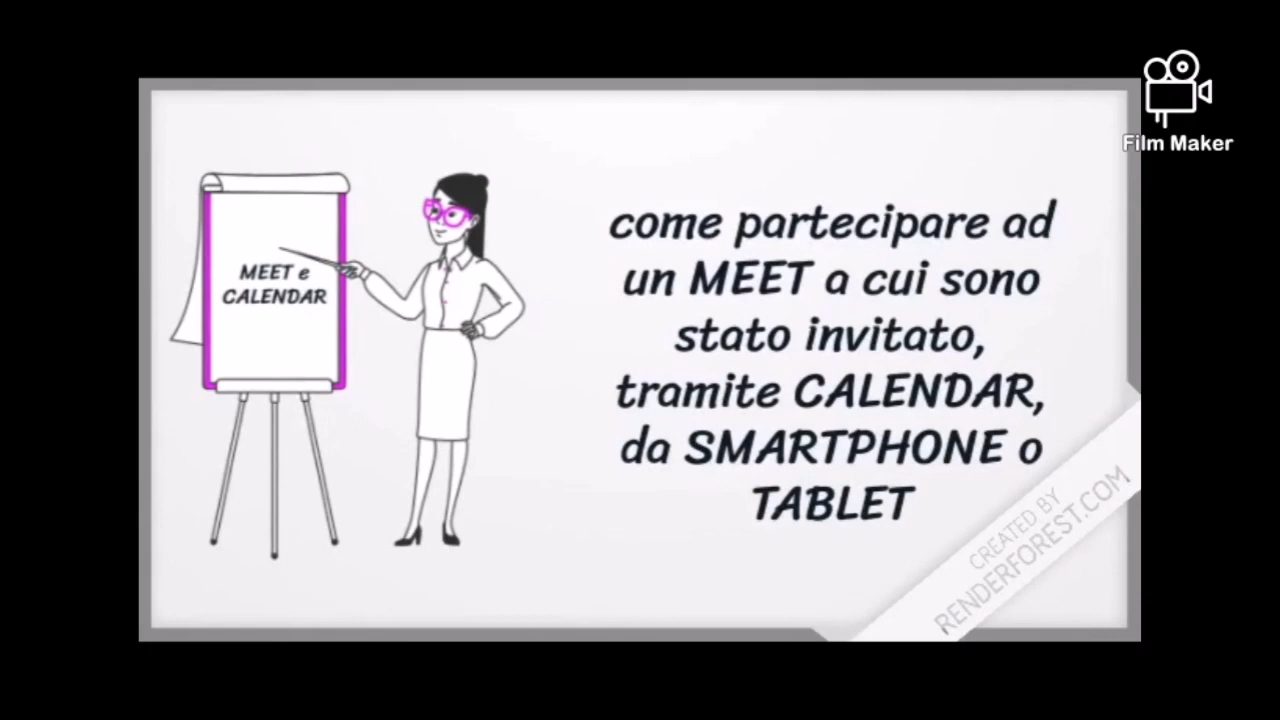 Film Maker
MEET e
CALENDAR
come partecipare ad
un MEET a cui sono
stato invitato,
tramite CALENDAR,
da SMARTPHONE o
TABLET
CREATED BY
RENDERFOREST.COM